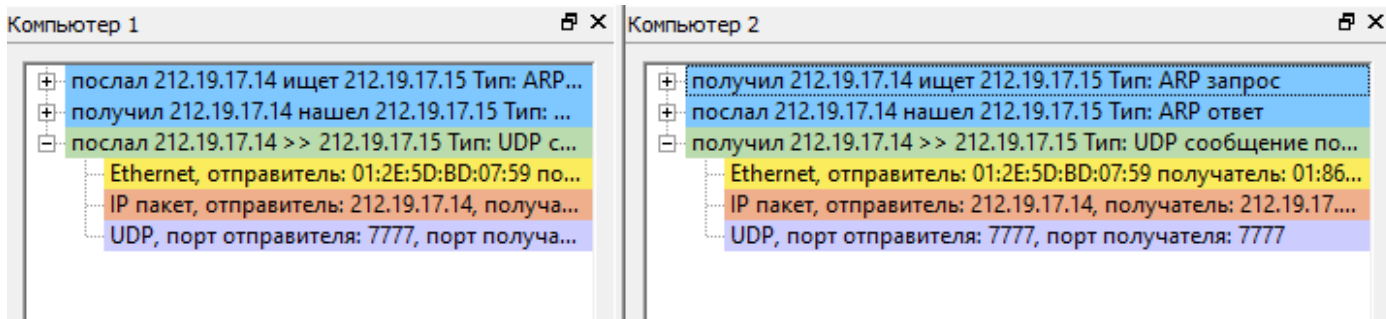 Компьютер 1
послал 212.19.17.14 ищет 212.19.17.15 Тип: ARP...
получил 212.19.17.14 нашел 212.19.17.15 Тип: ...
послал 212.19.17.14 >> 212.19.17.15 Тип: UDP с...
Ethernet, отправитель: 01:2E:5D:BD:07:59 по...
IP пакет, отправитель: 212.19.17.14, получа...
UDP, порт отправителя: 7777, порт получа...
Компьютер 2
получил 212.19.17.14 ищет 212.19.17.15 Тип: ARP запрос
послал 212.19.17.14 нашел 212.19.17.15 Тип: ARP ответ
получил 212.19.17.14 >> 212.19.17.15 Тип: UDP сообщение по...
Ethernet, отправитель: 01:2E:5D:BD:07:59 получатель: 01:86...
IP пакет, отправитель: 212.19.17.14, получатель: 212.19.17....
UDP, порт отправителя: 7777, порт получателя: 7777